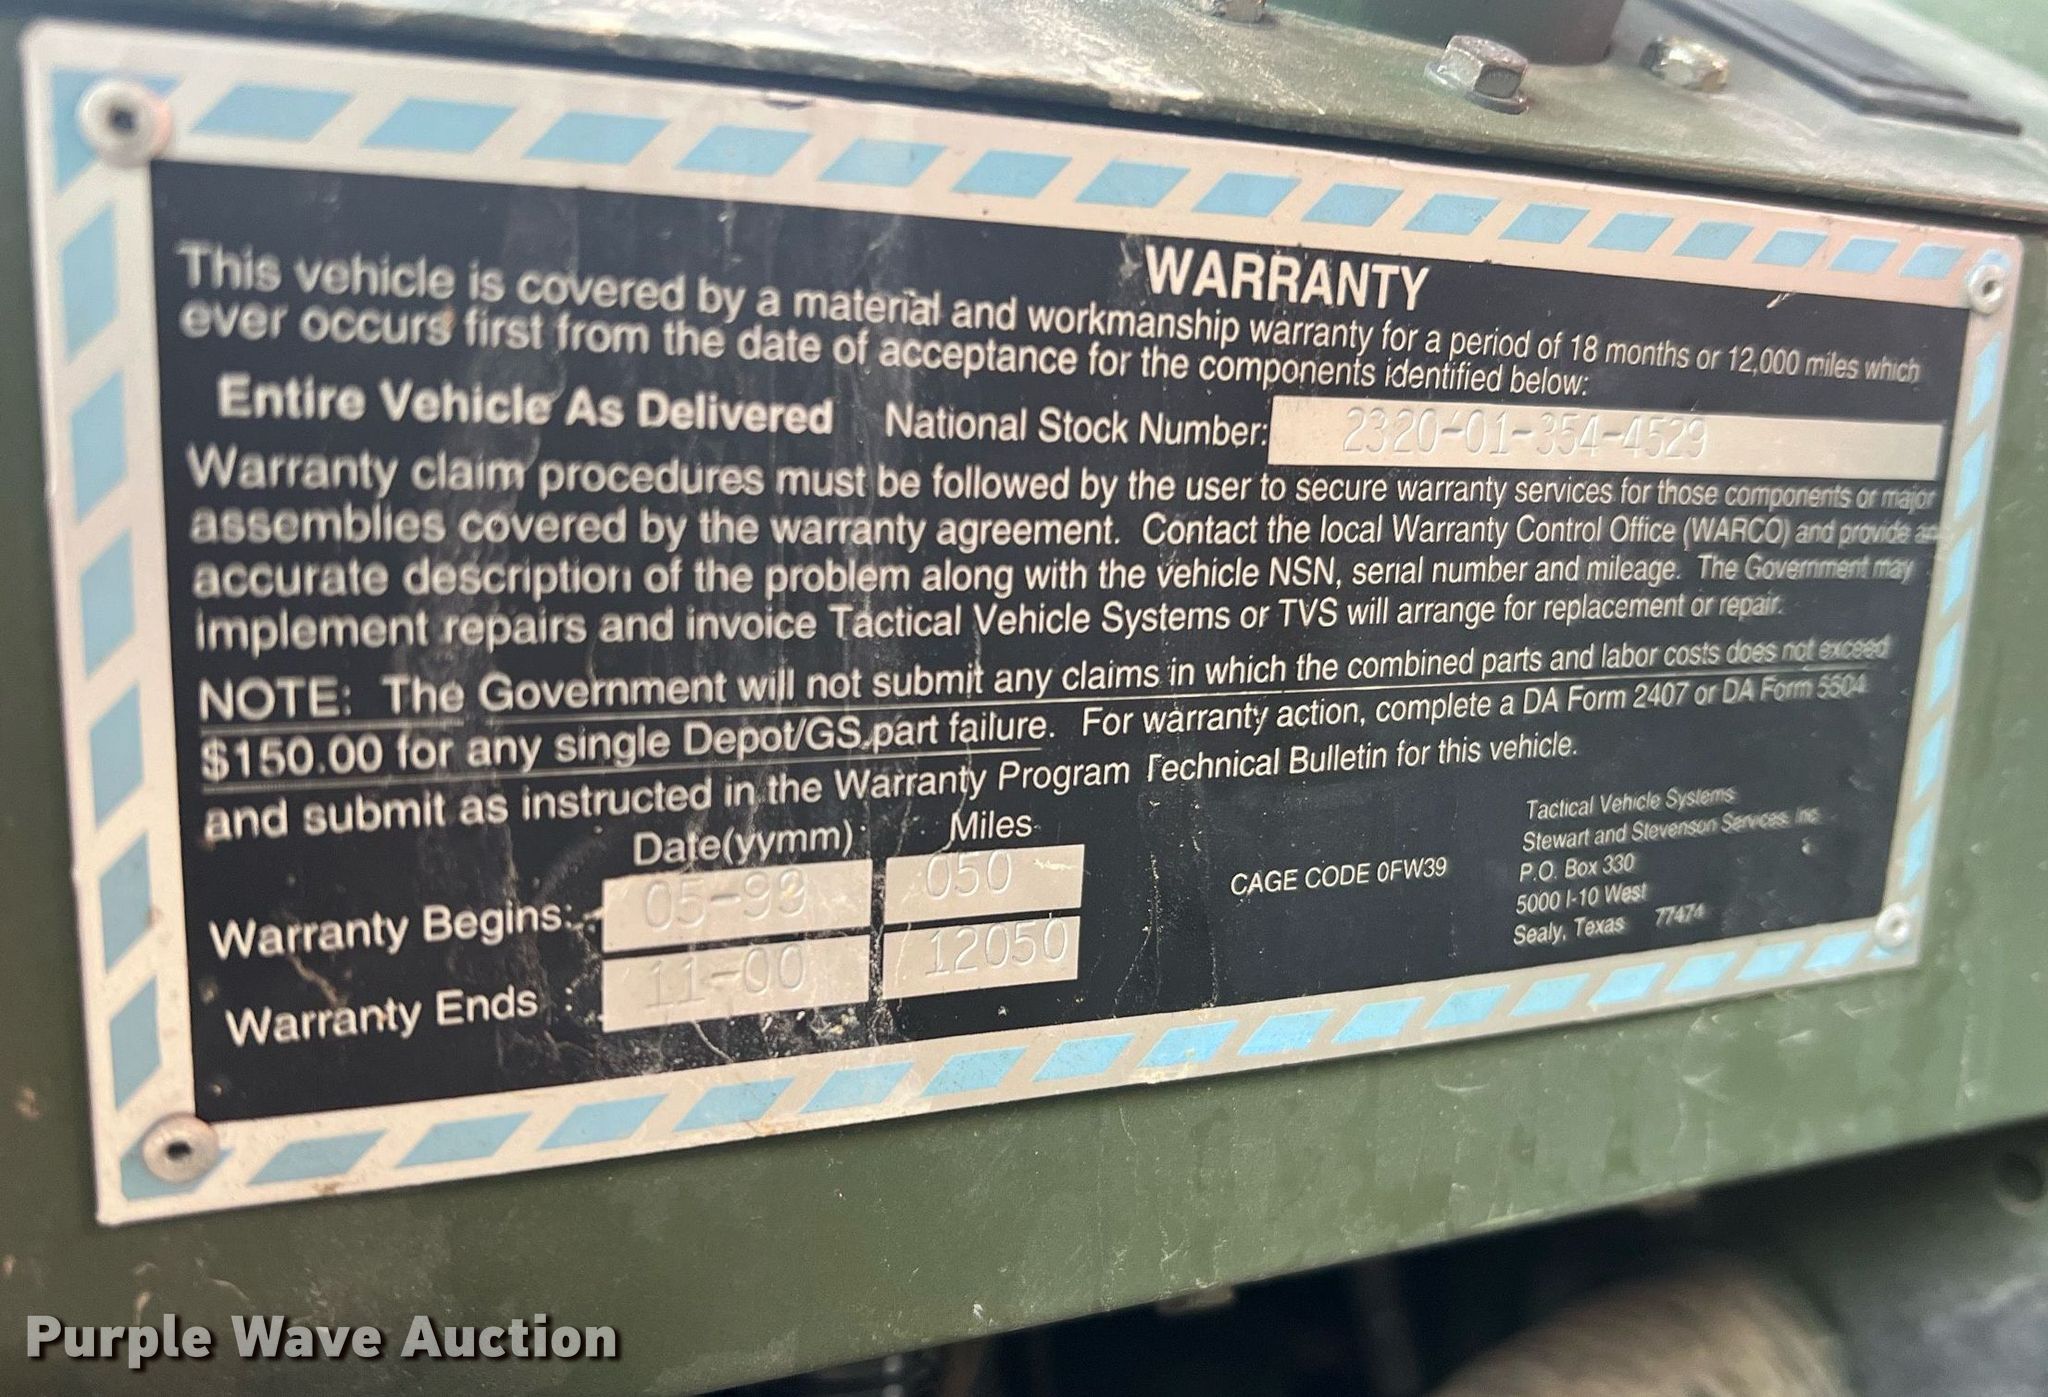 WARRANTY
This vehicle is covered by a material and workmanship warranty for a period of 18 months or 12,000 miles which
ever occurs first from the date of acceptance for the components identified below:
Entire Vehicle As Delivered National Stock Number: 2320-01-354-4529
Warranty claim procedures must be followed by the user to secure warranty services for those components or major
assemblies covered by the warranty agreement. Contact the local Warranty Control Office (WARCO) and provide an
accurate description of the problem along with the vehicle NSN, serial number and mileage. The Government may
implement repairs and invoice Tactical Vehicle Systems or TVS will arrange for replacement or repair.
NOTE: The Government will not submit any claims in which the combined parts and labor costs does not exceed
$150.00 for any single Depot/GS part failure. For warranty action, complete a DA Form 2407 or DA Form 5504
and submit as instructed in the Warranty Program Technical Bulletin for this vehicle.
Date(yymm) Miles
Warranty Begins: 05-99 050
Warranty Ends : 11-00 12050
CAGE CODE 0FW39
Tactical Vehicle Systems
Stewart and Stevenson Services, Inc.
P.O. Box 330
5000 I-10 West
Sealy, Texas 77474
Purple Wave Auction